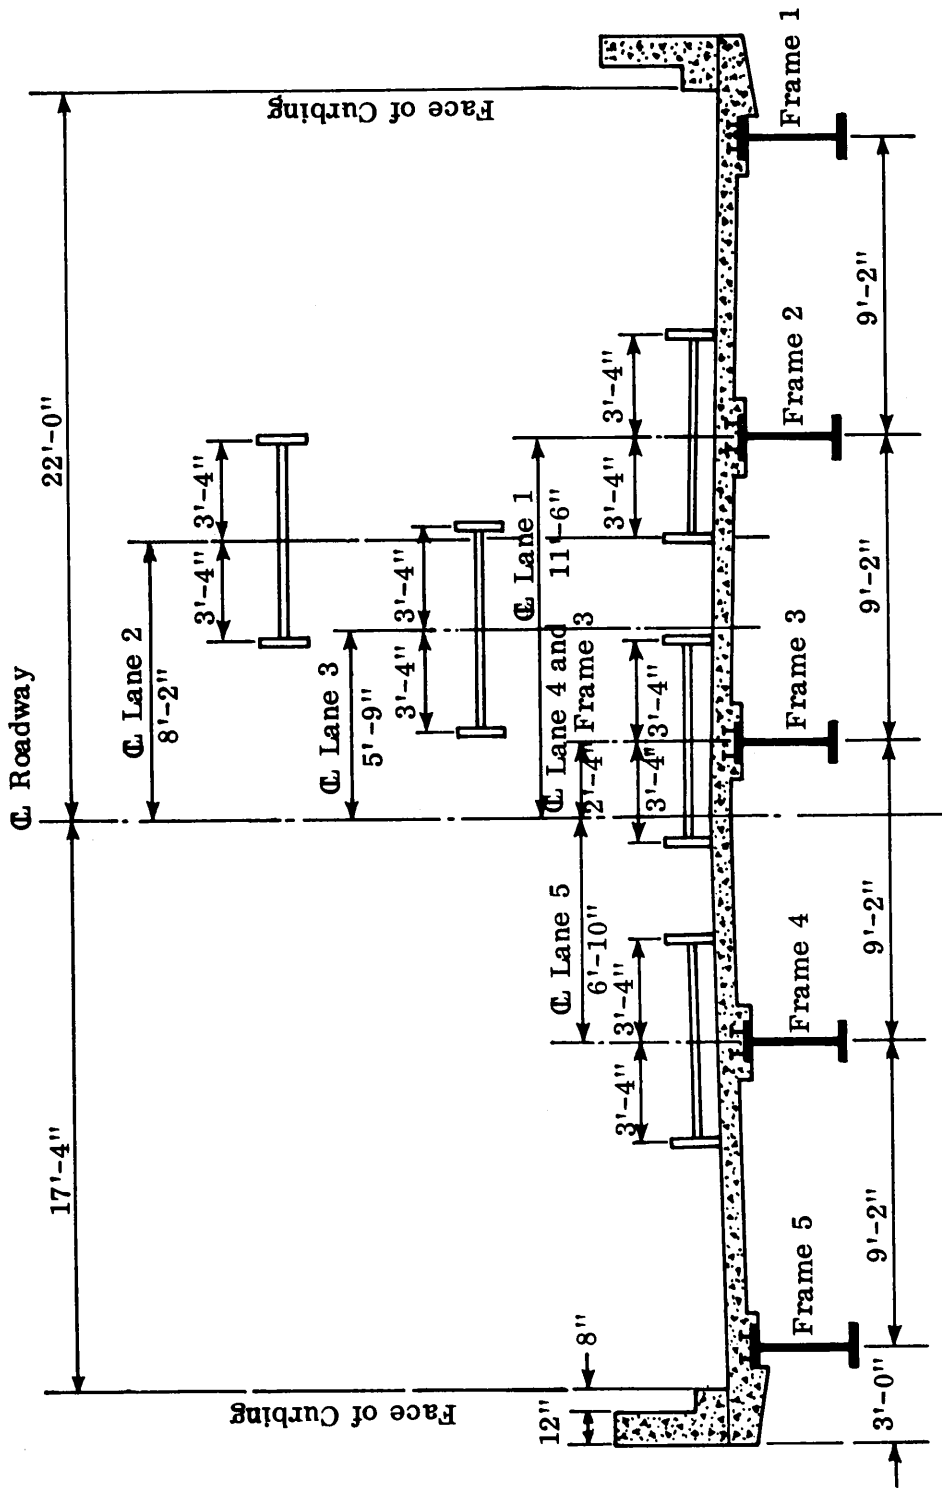 ℄ Roadway
17'-4"
22'-0"
℄ Lane 2
8'-2"
3'-4"
3'-4"
℄ Lane 3
5'-9"
3'-4"
3'-4"
℄ Lane 1
11'-6"
℄ Lane 4 and
Frame 3
2'-4"
℄ Lane 5
6'-10"
3'-4"
3'-4"
3'-4"
3'-4"
3'-4"
3'-4"
Face of Curbing
Face of Curbing
12"
8"
Frame 5
Frame 4
Frame 3
Frame 2
Frame 1
3'-0"
9'-2"
9'-2"
9'-2"
9'-2"